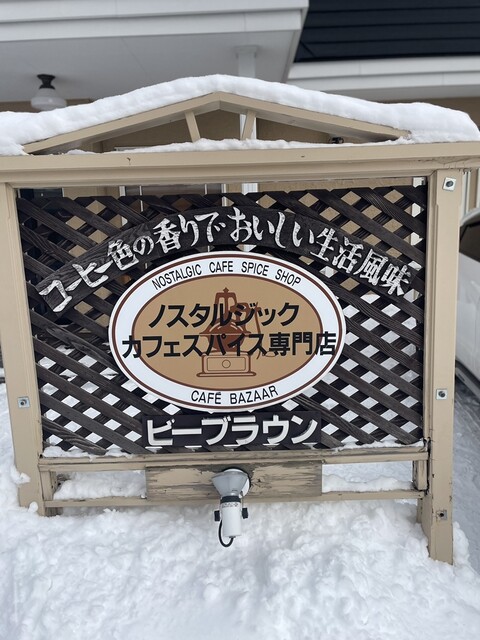 コーヒー色の香りでおいしい生活風味
NOSTALGIC CAFE SPICE SHOP
ノスタルジック
カフェスパイス専門店
CAFÉ BAZAAR
ビーブラウン